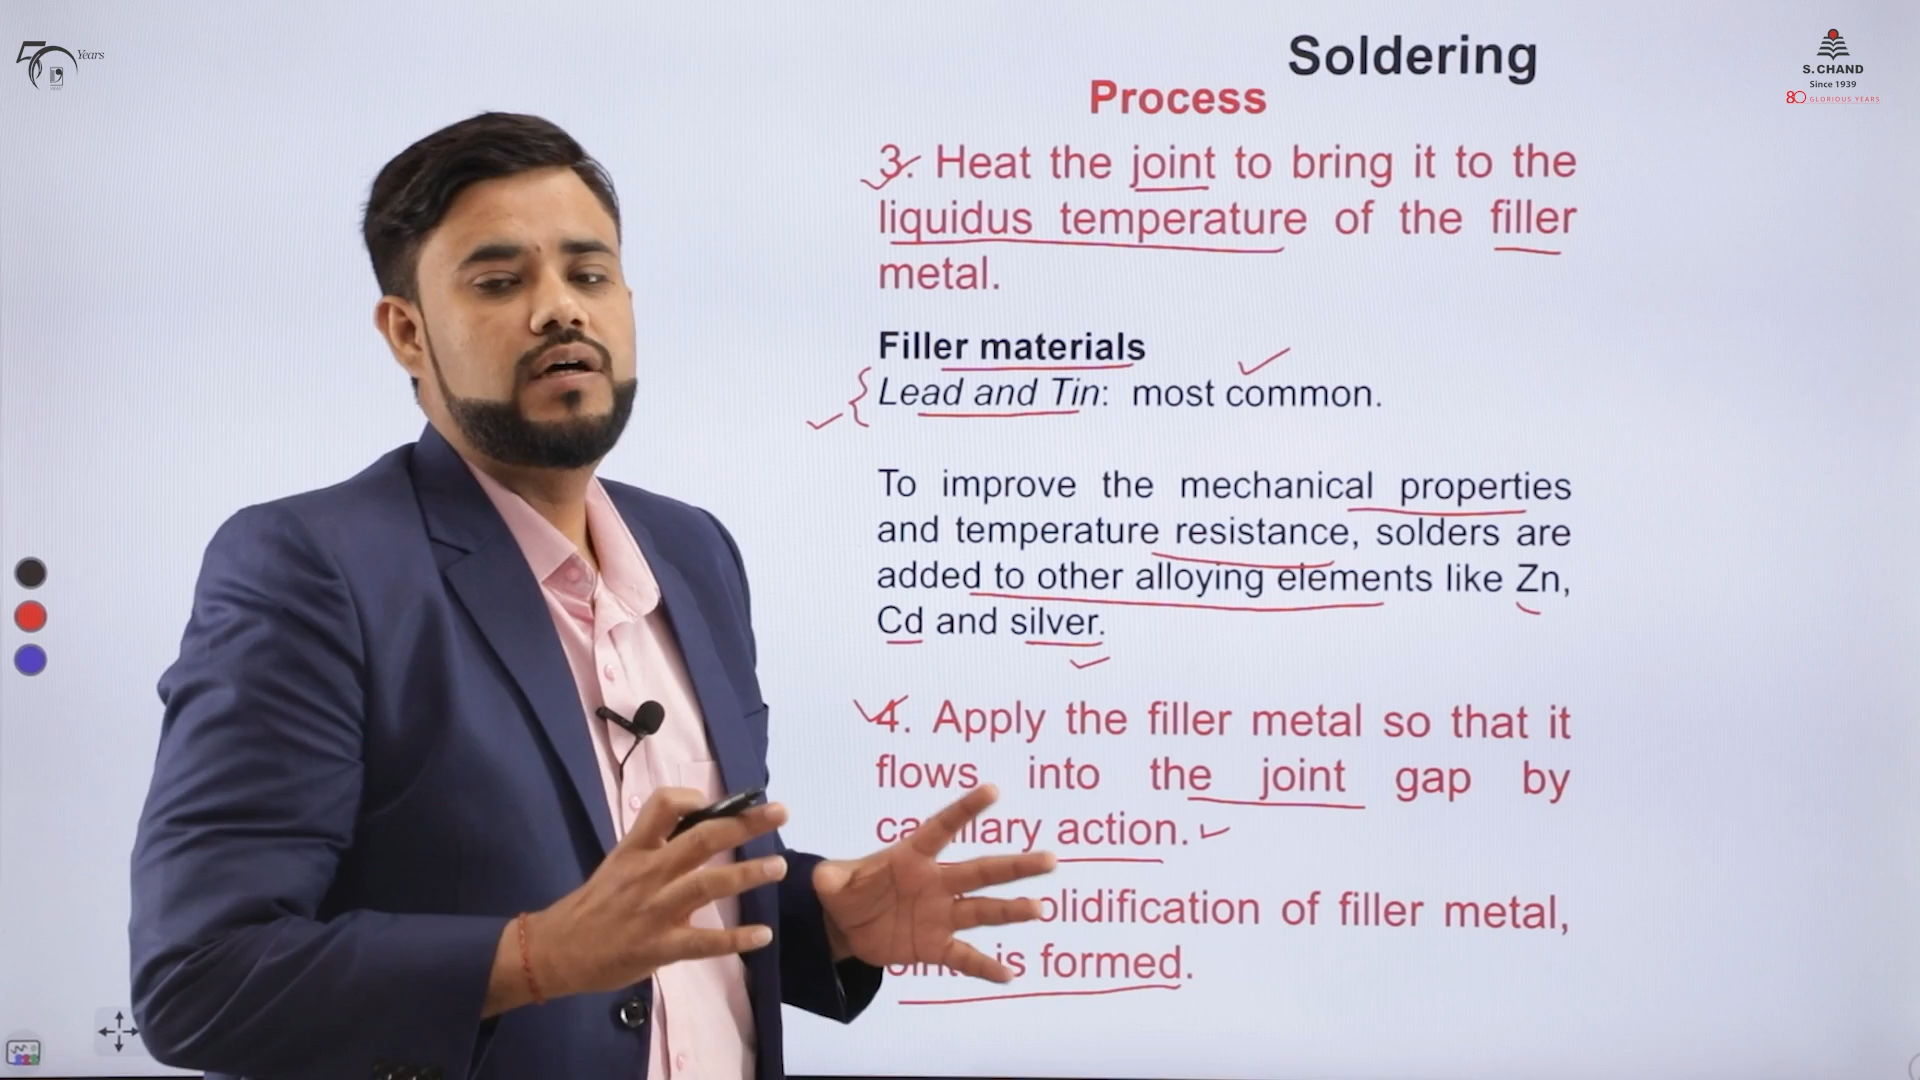 Years
Soldering
S. CHAND
Since 1939
80 GLORIOUS YEARS
Process
3. Heat the joint to bring it to the
liquidus temperature of the filler
metal.
Filler materials
Lead and Tin: most common.
To improve the mechanical properties
and temperature resistance, solders are
added to other alloying elements like Zn,
Cd and silver.
4. Apply the filler metal so that it
flows into the joint gap by
action.
of filler metal,
is formed.